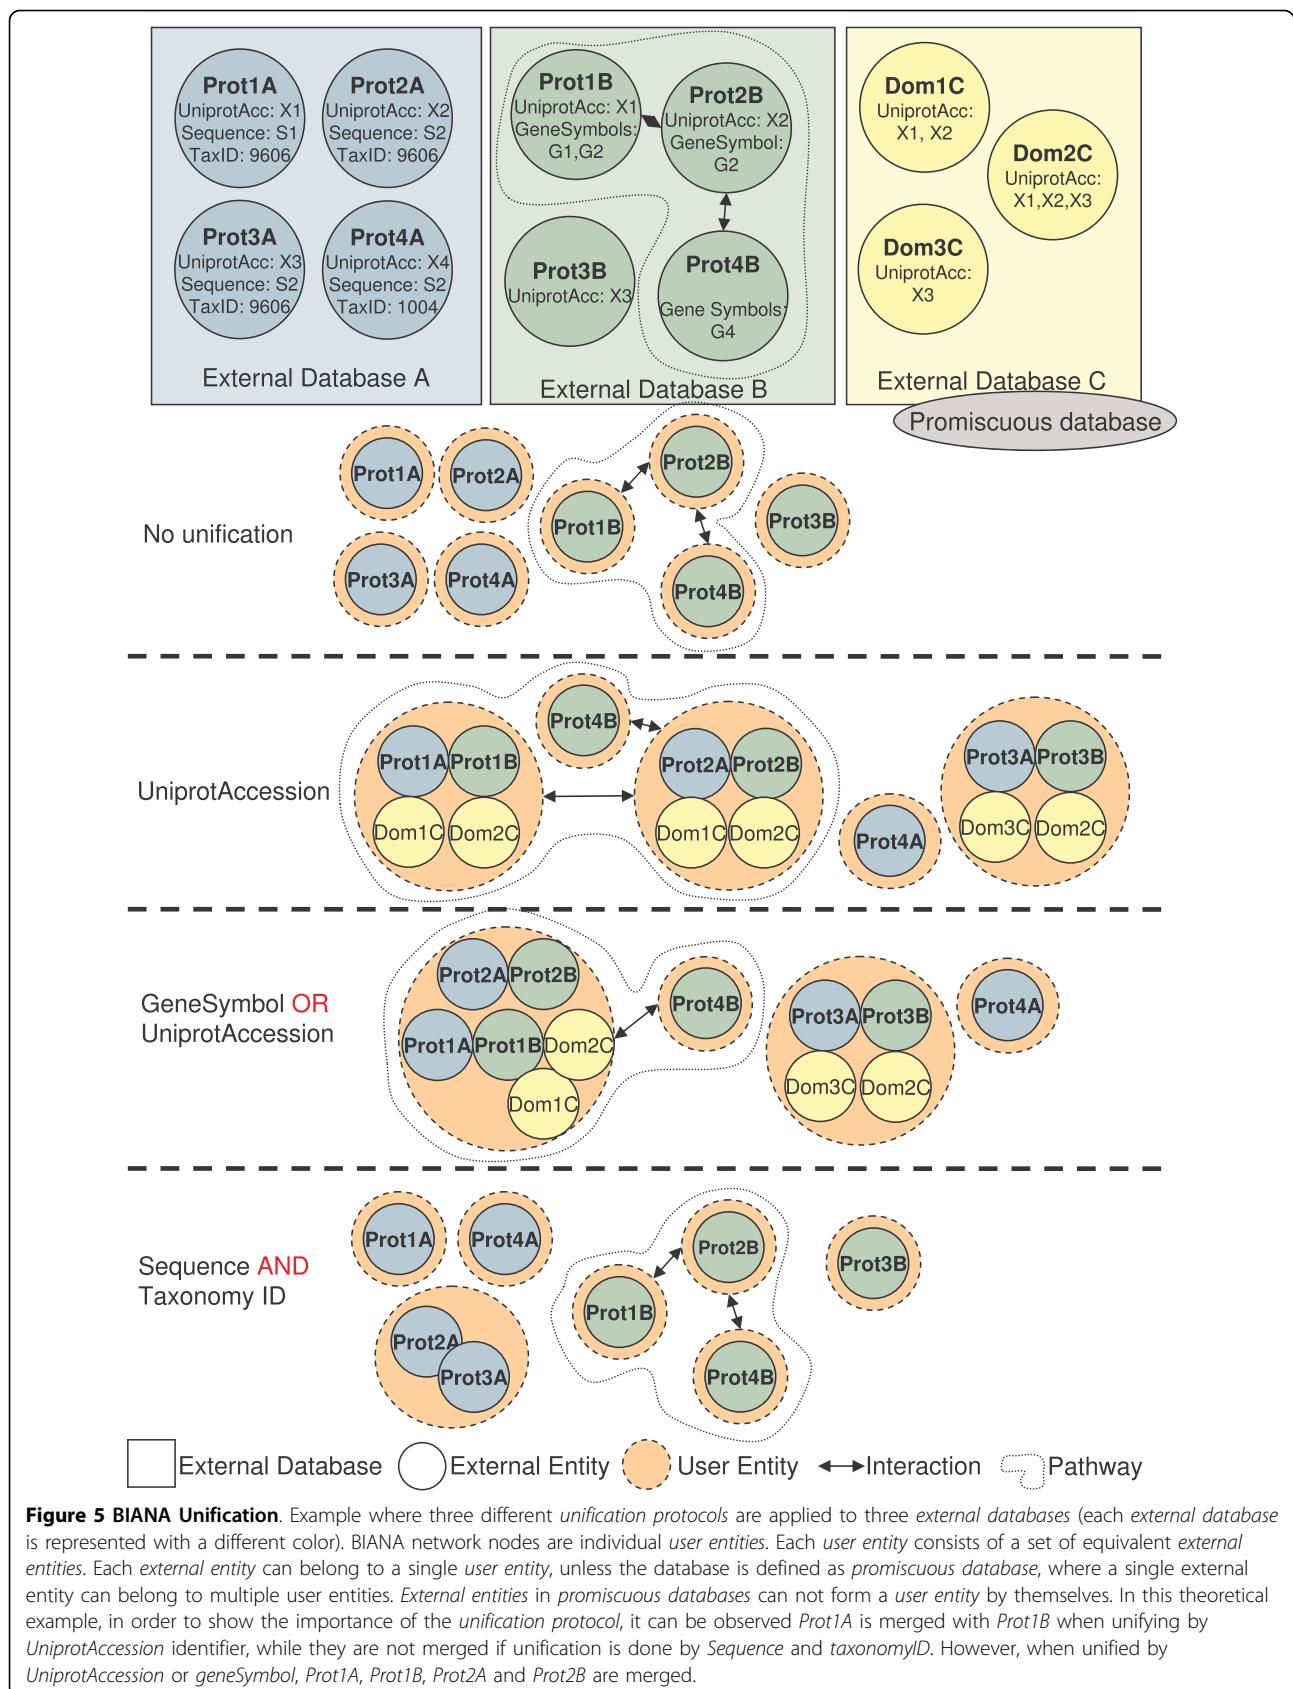 Prot1A
UniprotAcc: X1
Sequence: S1
TaxID: 9606
Prot2A
UniprotAcc: X2
Sequence: S2
TaxID: 9606
Prot3A
UniprotAcc: X3
Sequence: S2
TaxID: 9606
Prot4A
UniprotAcc: X4
Sequence: S2
TaxID: 1004
External Database A
Prot1B
UniprotAcc: X1
GeneSymbols:
G1,G2
Prot2B
UniprotAcc: X2
GeneSymbol:
G2
Prot3B
UniprotAcc: X3
Prot4B
Gene Symbols:
G4
External Database B
Dom1C
UniprotAcc:
X1, X2
Dom2C
UniprotAcc:
X1,X2,X3
Dom3C
UniprotAcc:
X3
External Database C
Promiscuous database
No unification
Prot1A
Prot2A
Prot3A
Prot4A
Prot2B
Prot1B
Prot4B
Prot3B
UniprotAccession
Prot1A
Prot1B
Dom1C
Dom2C
Prot4B
Prot2A
Prot2B
Dom1C
Dom2C
Prot4A
Prot3A
Prot3B
Dom3C
Dom2C
GeneSymbol OR
UniprotAccession
Prot2A
Prot2B
Prot1A
Prot1B
Dom2C
Dom1C
Prot4B
Prot3A
Prot3B
Dom3C
Dom2C
Prot4A
Sequence AND
Taxonomy ID
Prot1A
Prot4A
Prot2A
Prot3A
Prot2B
Prot1B
Prot4B
Prot3B
External Database
External Entity
User Entity
Interaction
Pathway
Figure 5 BIANA Unification. Example where three different unification protocols are applied to three external databases (each external database
is represented with a different color). BIANA network nodes are individual user entities. Each user entity consists of a set of equivalent external
entities. Each external entity can belong to a single user entity, unless the database is defined as promiscuous database, where a single external
entity can belong to multiple user entities. External entities in promiscuous databases can not form a user entity by themselves. In this theoretical
example, in order to show the importance of the unification protocol, it can be observed Prot1A is merged with Prot1B when unifying by
UniprotAccession identifier, while they are not merged if unification is done by Sequence and taxonomyID. However, when unified by
UniprotAccession or geneSymbol, Prot1A, Prot1B, Prot2A and Prot2B are merged.